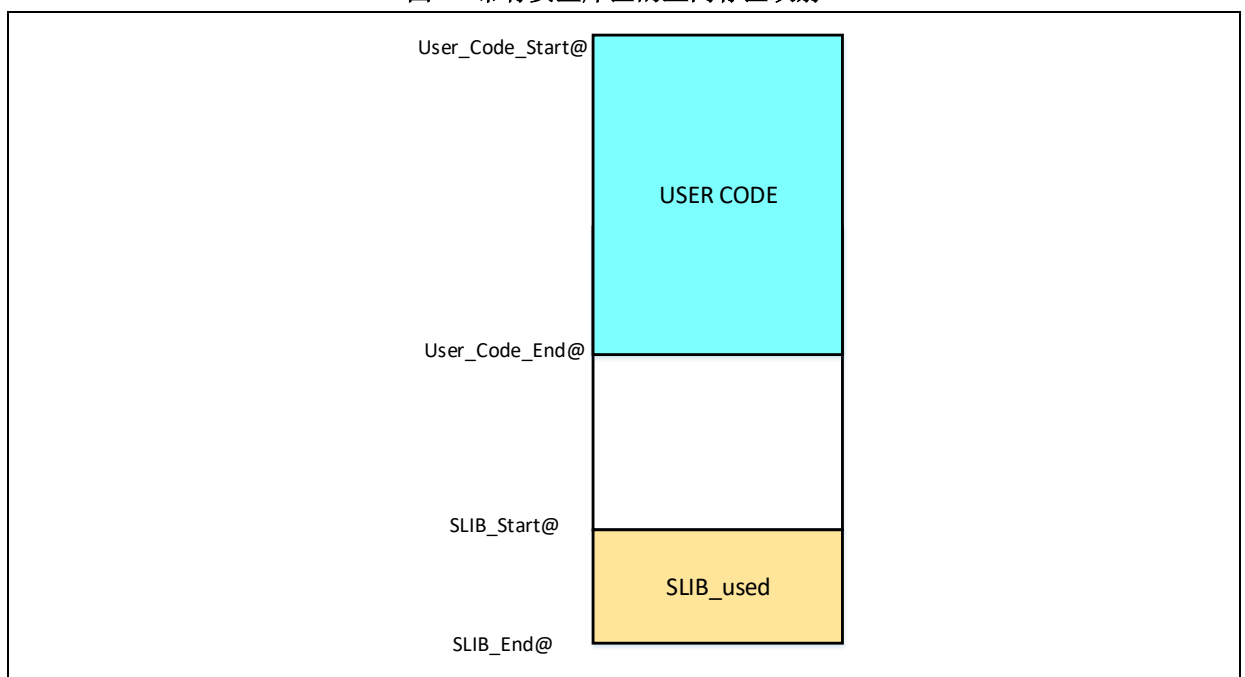 User_Code_Start@
USER CODE
User_Code_End@
SLIB_Start@
SLIB_used
SLIB_End@